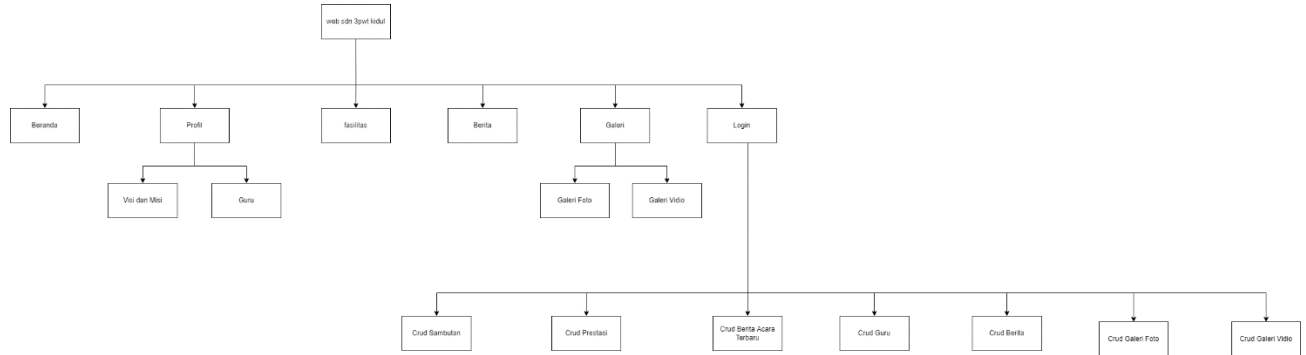 web sdn 3pwt kidul
Beranda
Profil
fasilitas
Berita
Galeri
Login
Visi dan Misi
Guru
Galeri Foto
Galeri Vidio
Crud Sambutan
Crud Prestasi
Crud Berita Acara
Terbaru
Crud Guru
Crud Berita
Crud Galeri Foto
Crud Galeri Vidio